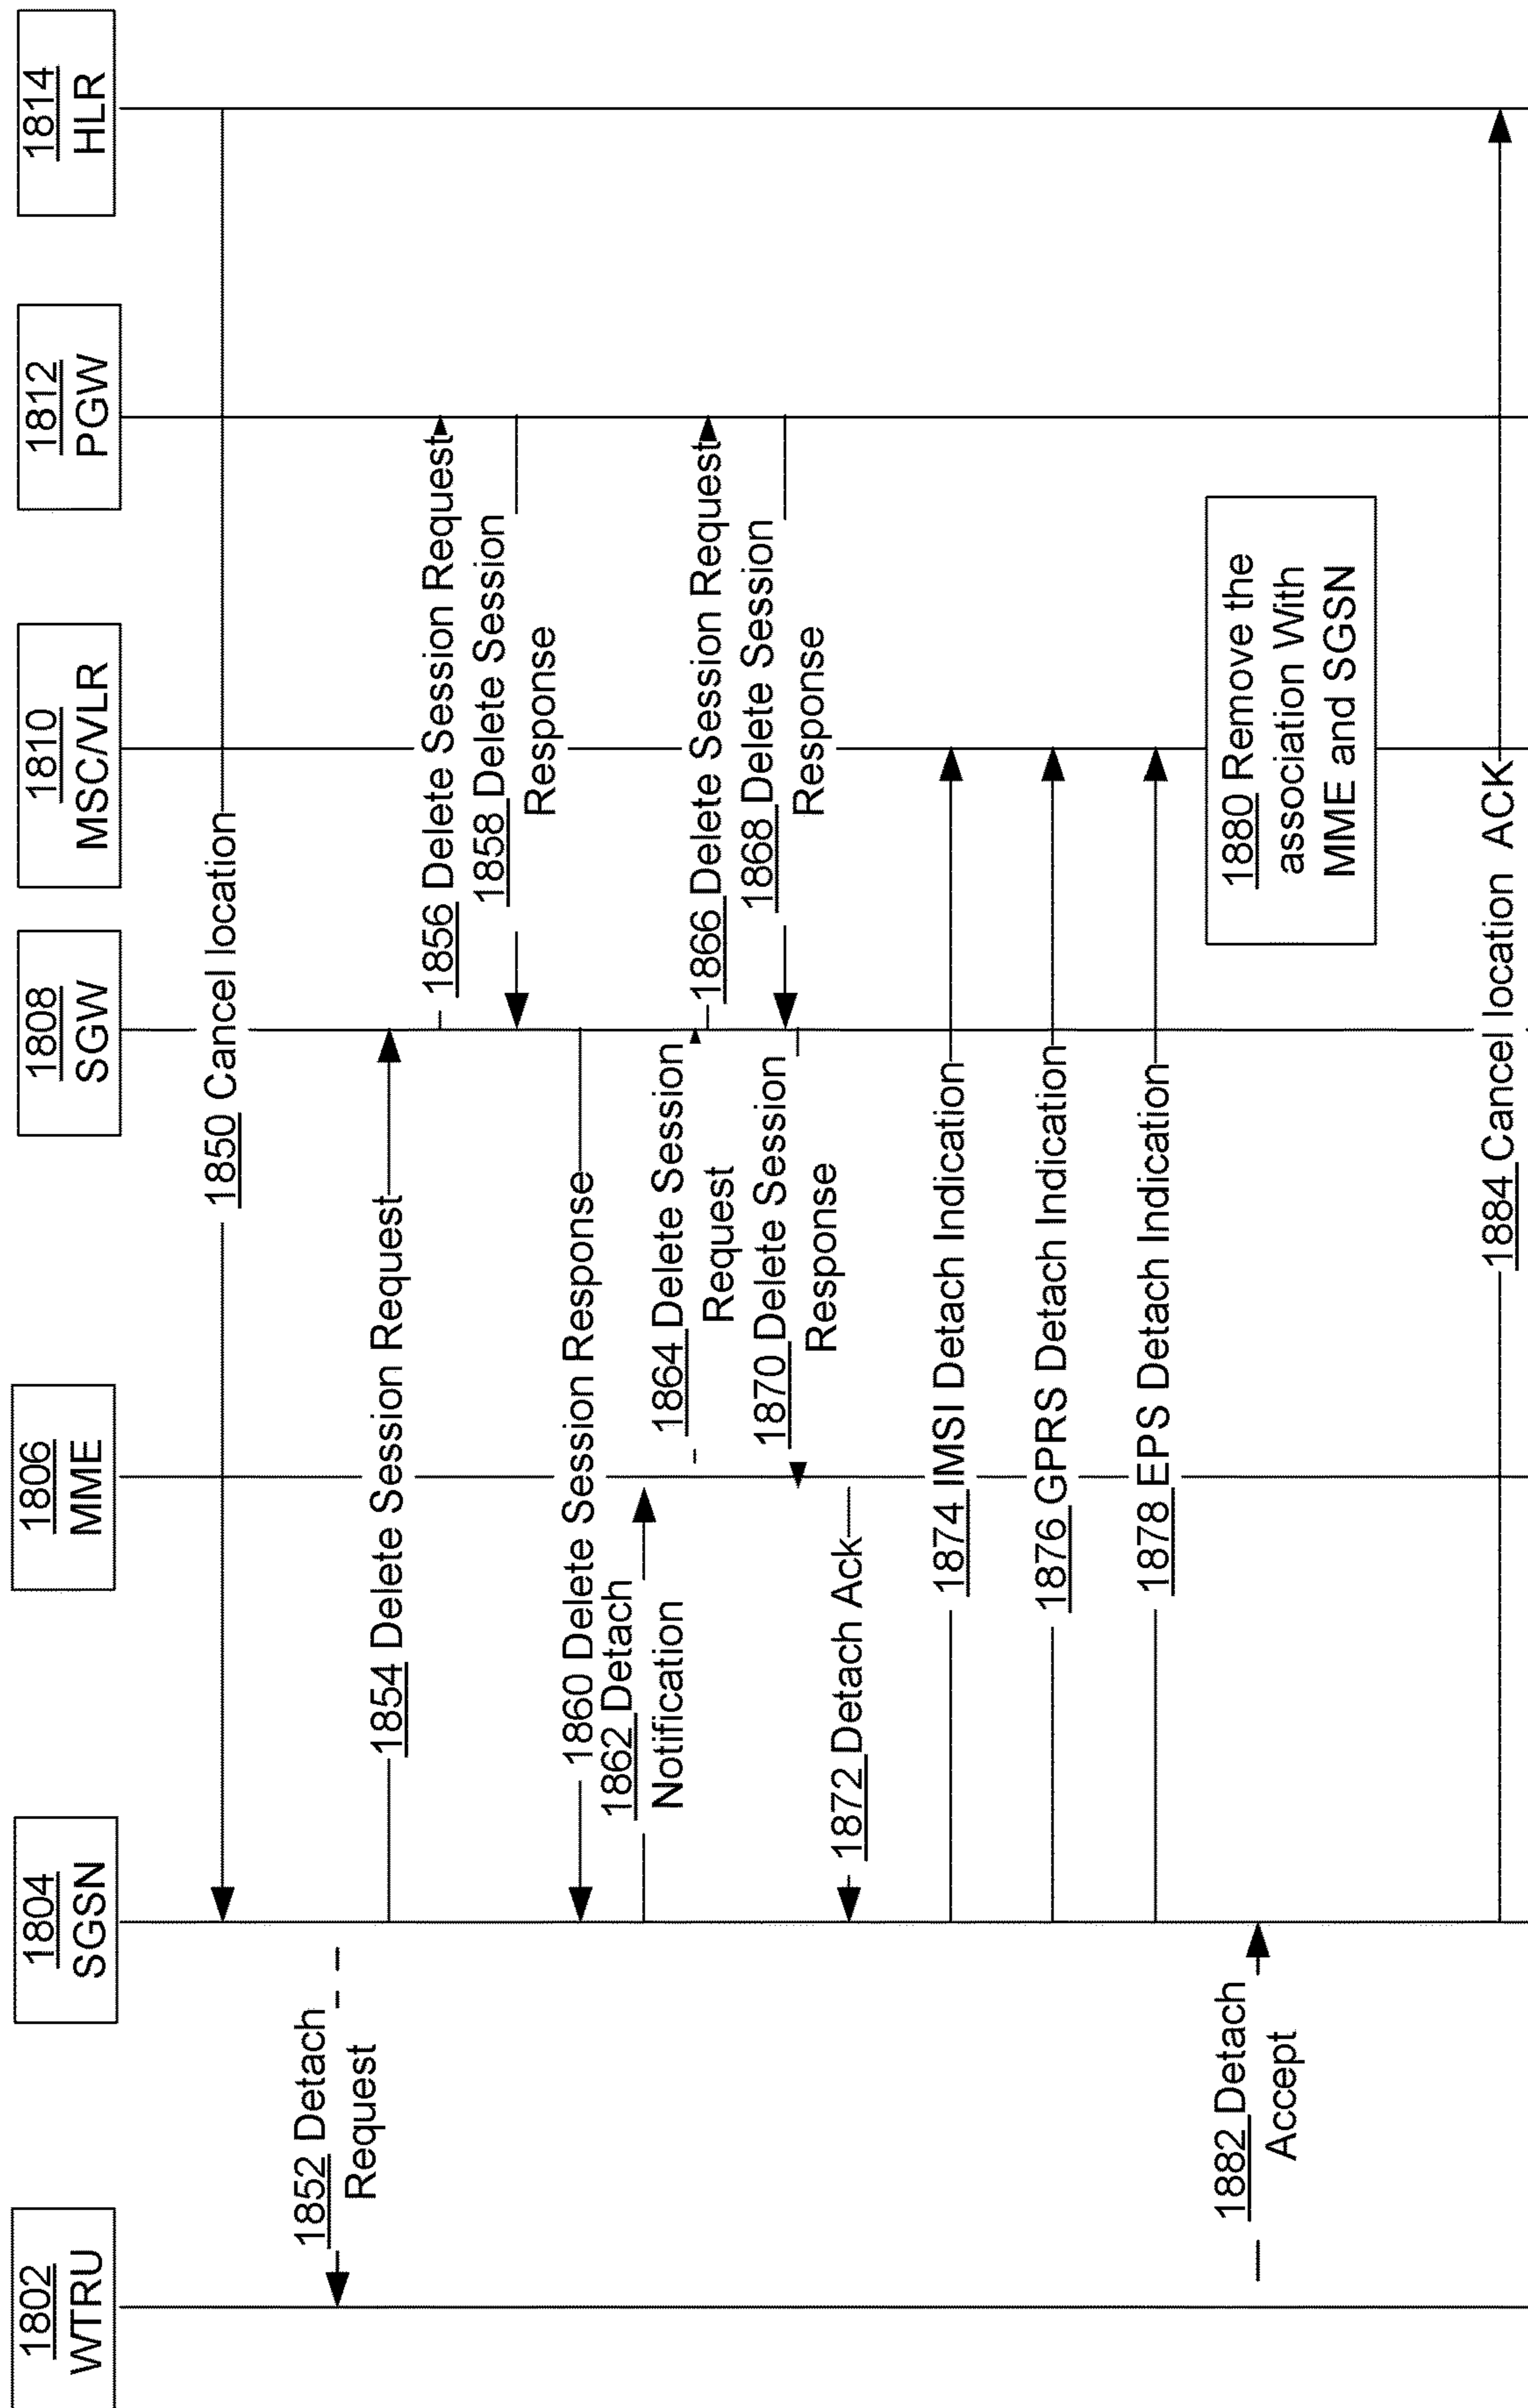 1802
WTRU
1804
SGSN
1806
MME
1808
SGW
1810
MSC/VLR
1812
PGW
1814
HLR
1850 Cancel location
1852 Detach
Request
1854 Delete Session Request
1856 Delete Session Request
1858 Delete Session
Response
1860 Delete Session Response
1862 Detach
Notification
1864 Delete Session
Request
1866 Delete Session Request
1868 Delete Session
Response
1870 Delete Session
Response
1872 Detach Ack
1874 IMSI Detach Indication
1876 GPRS Detach Indication
1878 EPS Detach Indication
1880 Remove the
association With
MME and SGSN
1882 Detach
Accept
1884 Cancel location ACK